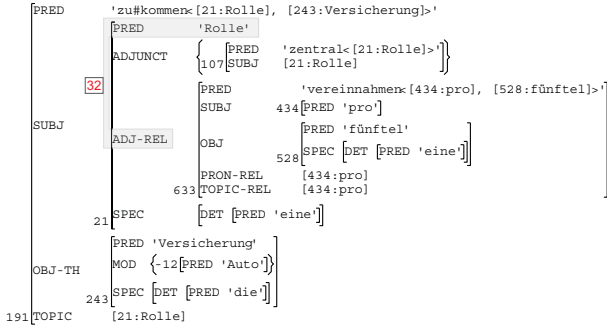 PRED 'zu#kommen<[21:Rolle], [243:Versicherung]>'
PRED 'Rolle'
ADJUNCT {107[PRED 'zentral<[21:Rolle]>'
SUBJ [21:Rolle]]}
32
PRED 'vereinnahmen<[434:pro], [528:fünftel]>'
SUBJ 434[PRED 'pro']
SUBJ
ADJ-REL
OBJ
PRED 'fünftel'
528[SPEC [DET [PRED 'eine']]]
PRON-REL [434:pro]
633[TOPIC-REL [434:pro]
21[SPEC [DET [PRED 'eine']]
PRED 'Versicherung'
OBJ-TH
MOD {-12[PRED 'Auto']}
243[SPEC [DET [PRED 'die']]]
191[TOPIC [21:Rolle]